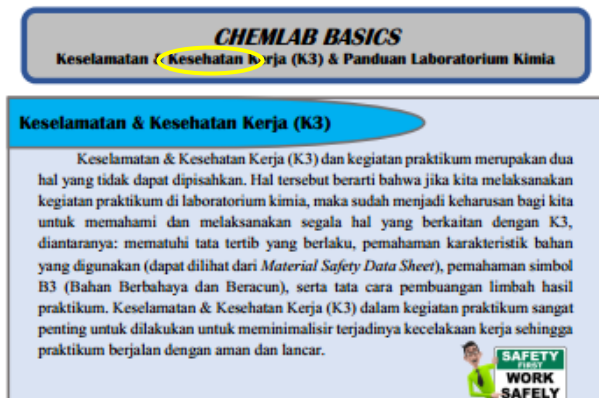 CHEMLAB BASICS
Keselamatan & Kesehatan Kerja (K3) & Panduan Laboratorium Kimia
Keselamatan & Kesehatan Kerja (K3)
Keselamatan & Kesehatan Kerja (K3) dan kegiatan praktikum merupakan dua
hal yang tidak dapat dipisahkan. Hal tersebut berarti bahwa jika kita melaksanakan
kegiatan praktikum di laboratorium kimia, maka sudah menjadi keharusan bagi kita
untuk memahami dan melaksanakan segala hal yang berkaitan dengan K3,
diantaranya: mematuhi tata tertib yang berlaku, pemahaman karakteristik bahan
yang digunakan (dapat dilihat dari Material Safety Data Sheet), pemahaman simbol
B3 (Bahan Berbahaya dan Beracun), serta tata cara pembuangan limbah hasil
praktikum. Keselamatan & Kesehatan Kerja (K3) dalam kegiatan praktikum sangat
penting untuk dilakukan untuk meminimalisir terjadinya kecelakaan kerja sehingga
praktikum berjalan dengan aman dan lancar.
SAFETY
FIRST
WORK
SAFELY